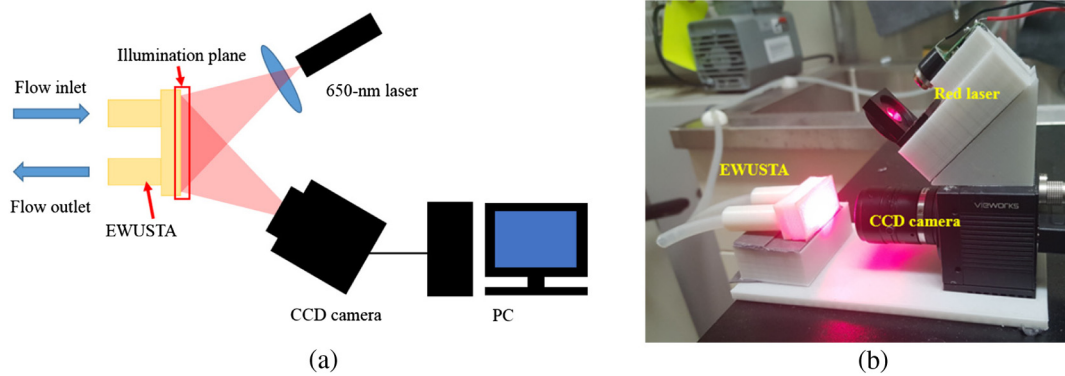 Illumination plane
Flow inlet
650-nm laser
Flow outlet
EWUSTA
CCD camera
PC
(a)
Red laser
EWUSTA
CCD camera
VIEWORKS
(b)